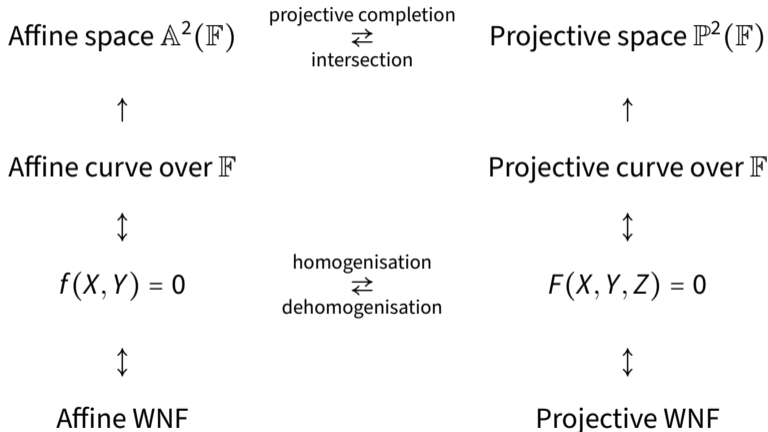 Affine space 𝔸²(𝔽)
projective completion
⇄
intersection
Projective space ℙ²(𝔽)
↑ ↑
Affine curve over 𝔽
Projective curve over 𝔽
↕ ↕
f(X, Y) = 0
homogenisation
⇄
dehomogenisation
F(X, Y, Z) = 0
↕ ↕
Affine WNF
Projective WNF